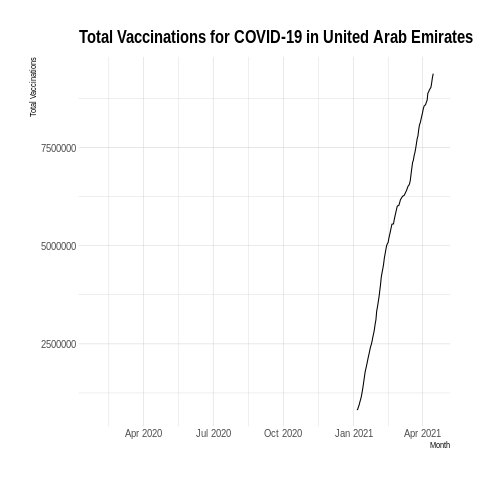 Total Vaccinations for COVID-19 in United Arab Emirates
Total Vaccinations
7500000
5000000
2500000
Apr 2020 Jul 2020 Oct 2020 Jan 2021 Apr 2021
Month